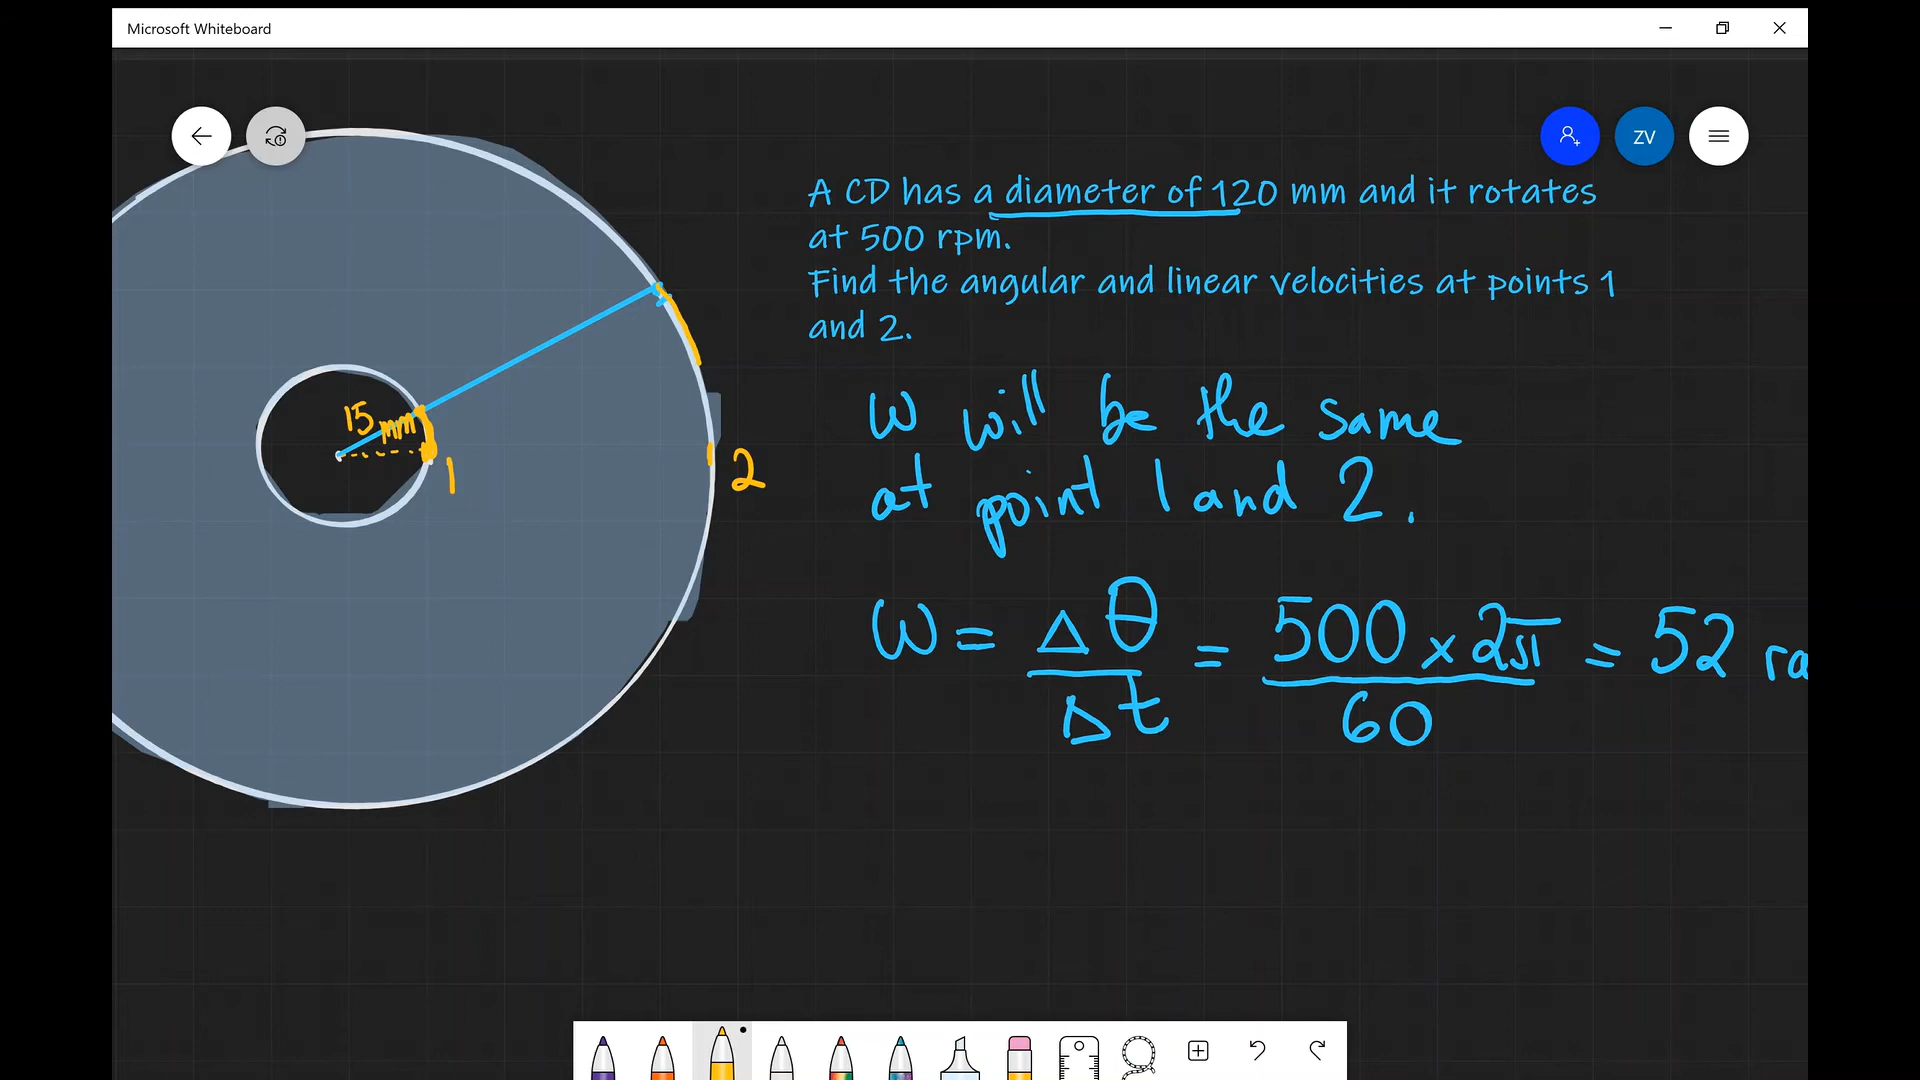 Microsoft Whiteboard
ZV
A CD has a diameter of 120 mm and it rotates
at 500 rpm.
Find the angular and linear velocities at points 1
and 2.
15 mm
1
2
ω will be the same
at point 1 and 2.
ω = Δθ/Δt = 500 × 2π/60 = 52 ra